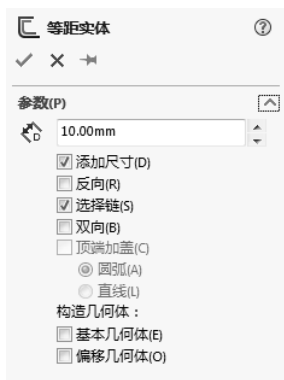 等距实体
参数(P)
10.00mm
添加尺寸(D)
反向(R)
选择链(S)
双向(B)
顶端加盖(C)
圆弧(A)
直线(L)
构造几何体：
基本几何体(E)
偏移几何体(O)